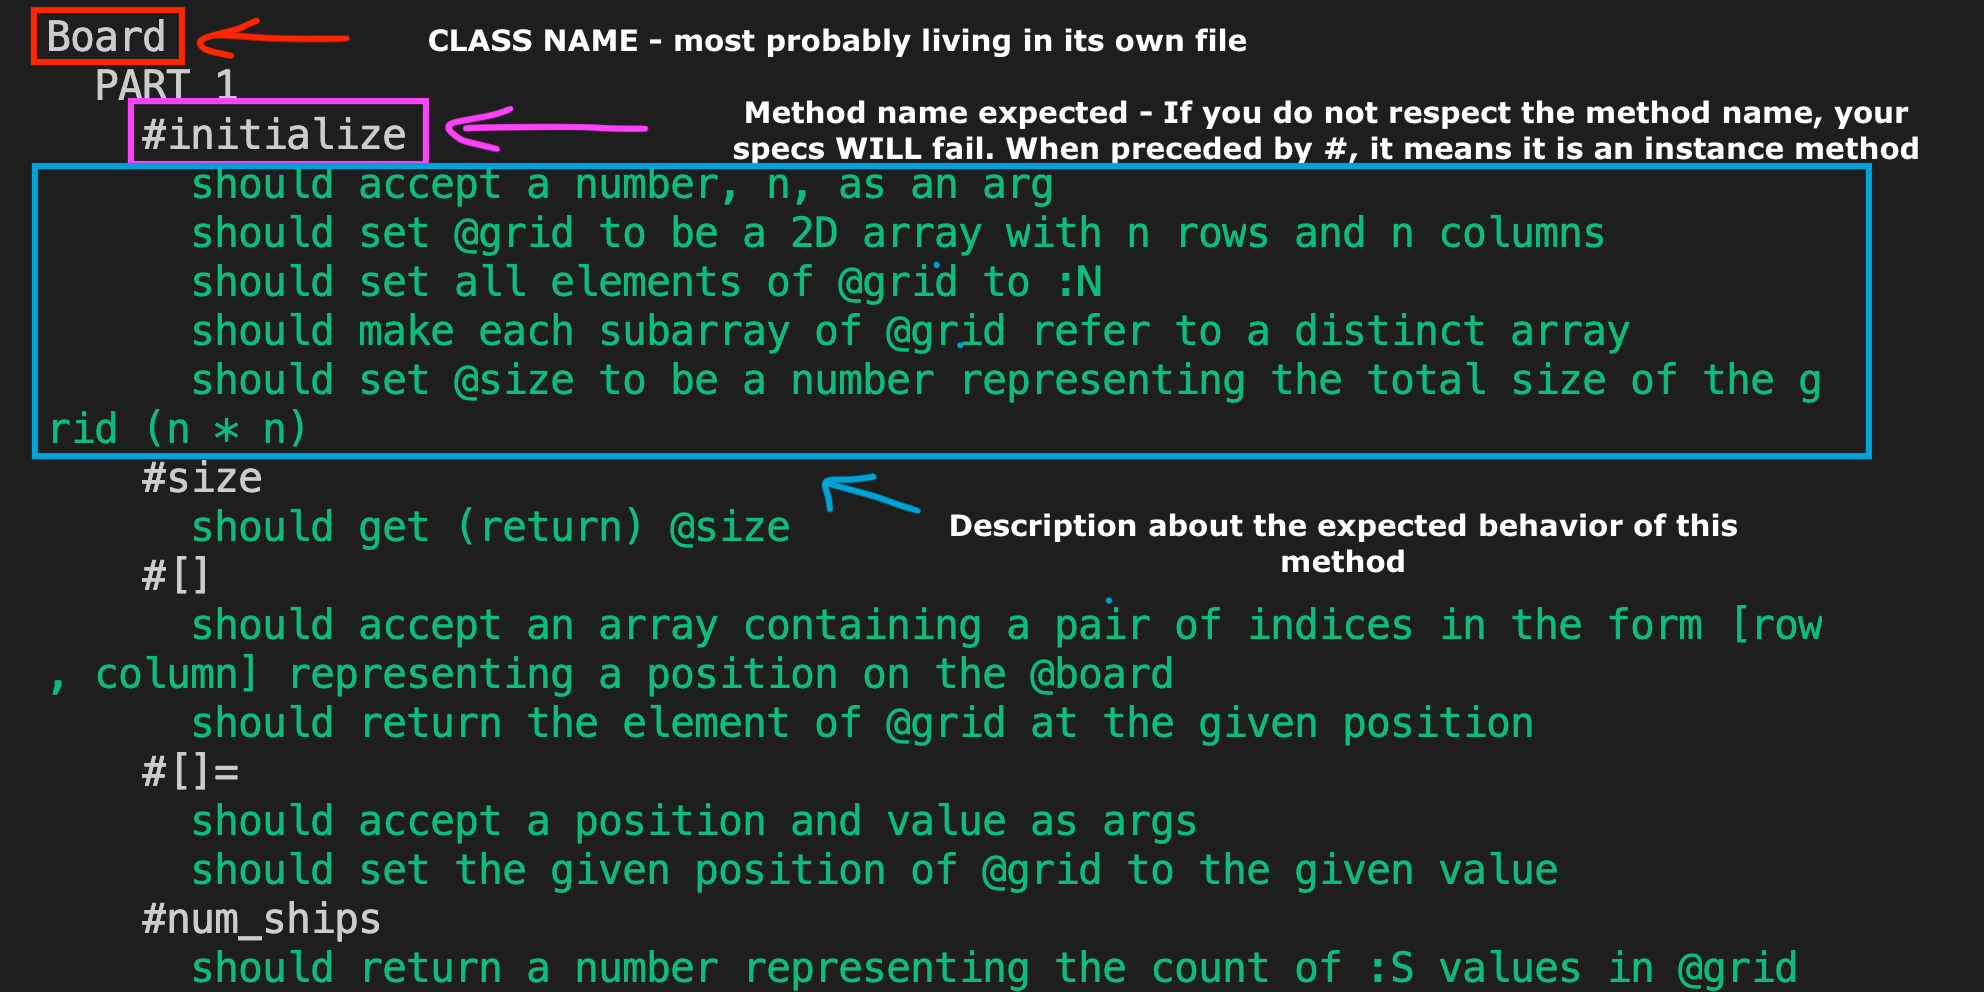 Board
CLASS NAME - most probably living in its own file
PART 1
#initialize
Method name expected - If you do not respect the method name, your
specs WILL fail. When preceded by #, it means it is an instance method
should accept a number, n, as an arg
should set @grid to be a 2D array with n rows and n columns
should set all elements of @grid to :N
should make each subarray of @grid refer to a distinct array
should set @size to be a number representing the total size of the g
rid (n * n)
#size
should get (return) @size
Description about the expected behavior of this
method
#[]
should accept an array containing a pair of indices in the form [row
, column] representing a position on the @board
should return the element of @grid at the given position
#[]=
should accept a position and value as args
should set the given position of @grid to the given value
#num_ships
should return a number representing the count of :S values in @grid